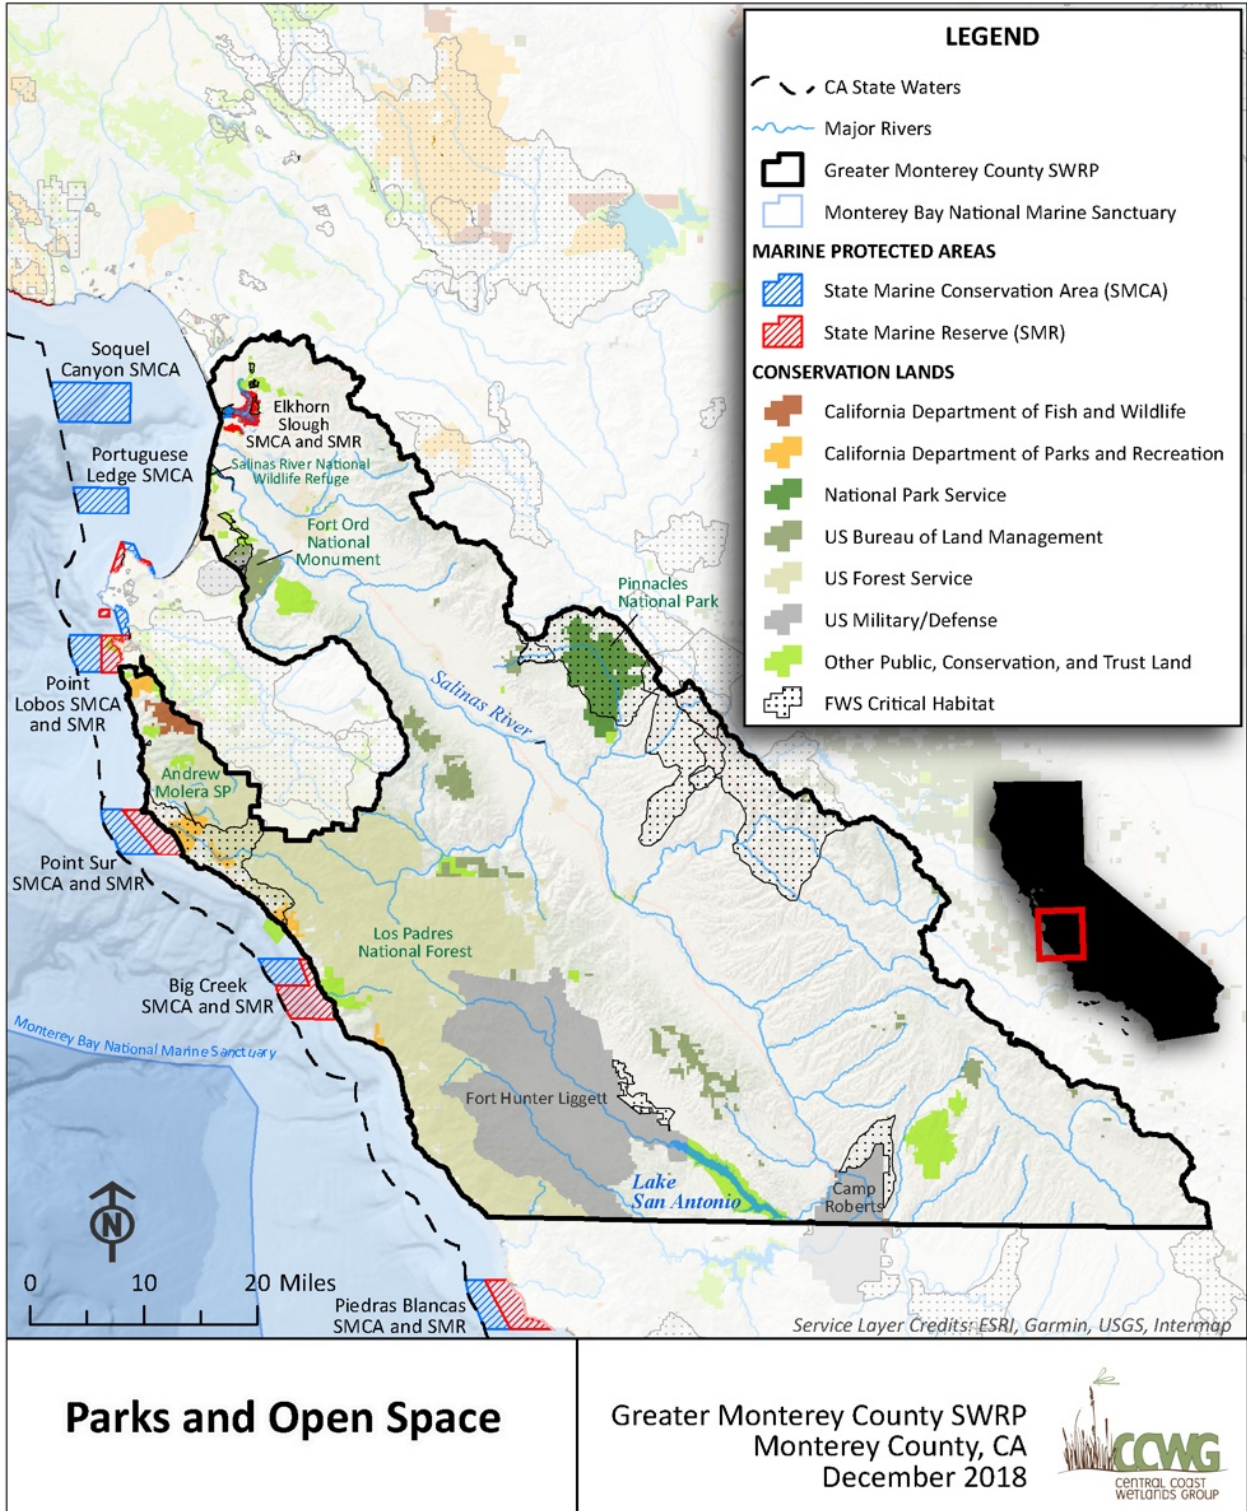 LEGEND
CA State Waters
Major Rivers
Greater Monterey County SWRP
Monterey Bay National Marine Sanctuary
MARINE PROTECTED AREAS
State Marine Conservation Area (SMCA)
State Marine Reserve (SMR)
CONSERVATION LANDS
California Department of Fish and Wildlife
California Department of Parks and Recreation
National Park Service
US Bureau of Land Management
US Forest Service
US Military/Defense
Other Public, Conservation, and Trust Land
FWS Critical Habitat
Soquel
Canyon SMCA
Elkhorn
Slough
SMCA and SMR
Portuguese
Ledge SMCA
Salinas River National
Wildlife Refuge
Fort Ord
National
Monument
Pinnacles
National Park
Point
Lobos SMCA
and SMR
Salinas River
Andrew
Molera SP
Point Sur
SMCA and SMR
Los Padres
National Forest
Big Creek
SMCA and SMR
Monterey Bay National Marine Sanctuary
Fort Hunter Liggett
Lake
San Antonio
Camp
Roberts
N
0 10 20 Miles
Piedras Blancas
SMCA and SMR
Service Layer Credits: ESRI, Garmin, USGS, Intermap
Parks and Open Space
Greater Monterey County SWRP
Monterey County, CA
December 2018
CCWG
CENTRAL COAST
WETLANDS GROUP